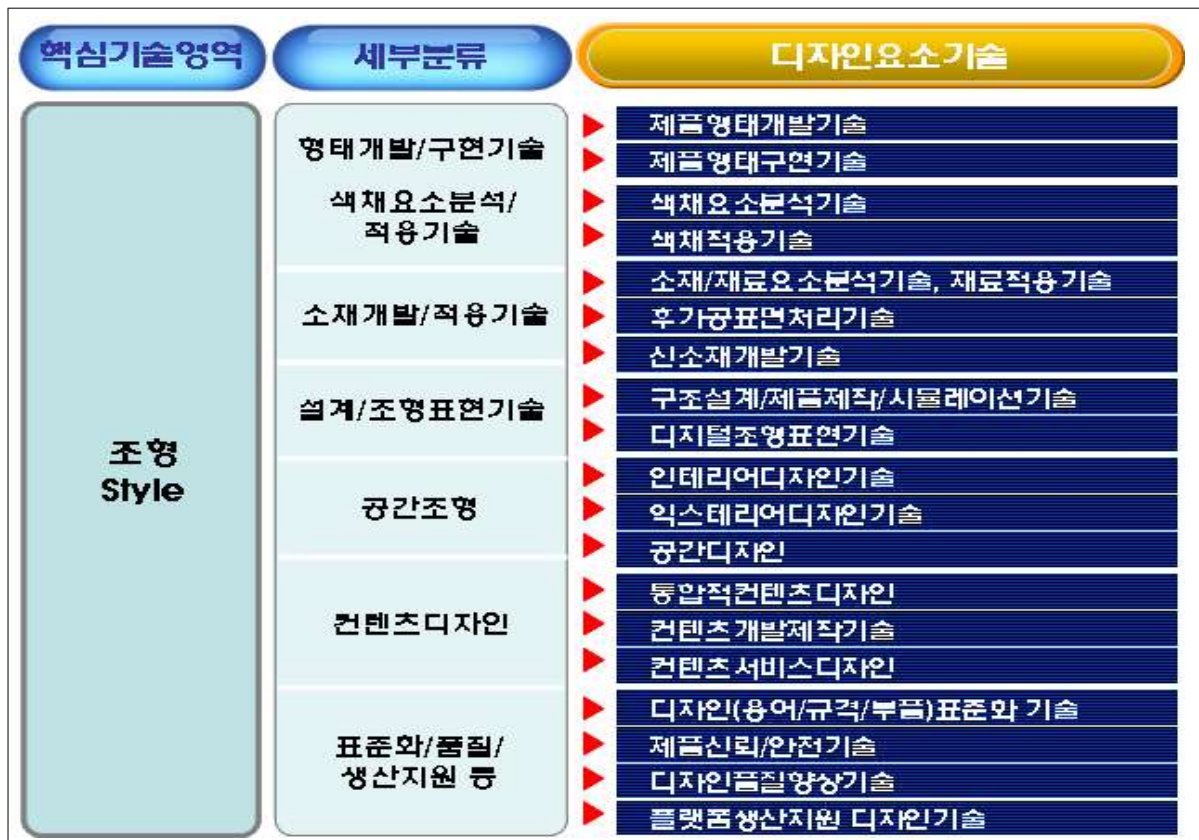 핵심기술영역
세부분류
디자인요소기술
조형
Style
형태개발/구현기술
제품형태개발기술
제품형태구현기술
색채요소분석/
적용기술
색채요소분석기술
색채적용기술
소재개발/적용기술
소재/재료요소분석기술, 재료적용기술
후가공표면처리기술
신소재개발기술
설계/조형표현기술
구조설계/제품제작/시뮬레이션기술
디지털조형표현기술
공간조형
인테리어디자인기술
익스테리어디자인기술
공간디자인
컨텐츠디자인
통합적컨텐츠디자인
컨텐츠개발제작기술
컨텐츠서비스디자인
표준화/품질/
생산지원 등
디자인(용어/규격/부품)표준화 기술
제품신뢰/안전기술
디자인품질향상기술
플랫폼생산지원 디자인기술